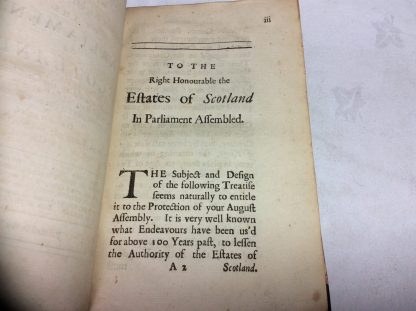 iii
TO THE
Right Honourable the
Eſtates of Scotland
In Parliament Aſſembled.
THE Subject and Deſign
of the following Treatiſe
ſeems naturally to entitle
it to the Protection of your Auguſt
Aſſembly. It is very well known
what Endeavours have been us'd
for above 100 Years paſt, to leſſen
the Authority of the Eſtates of
A 2 Scotland.